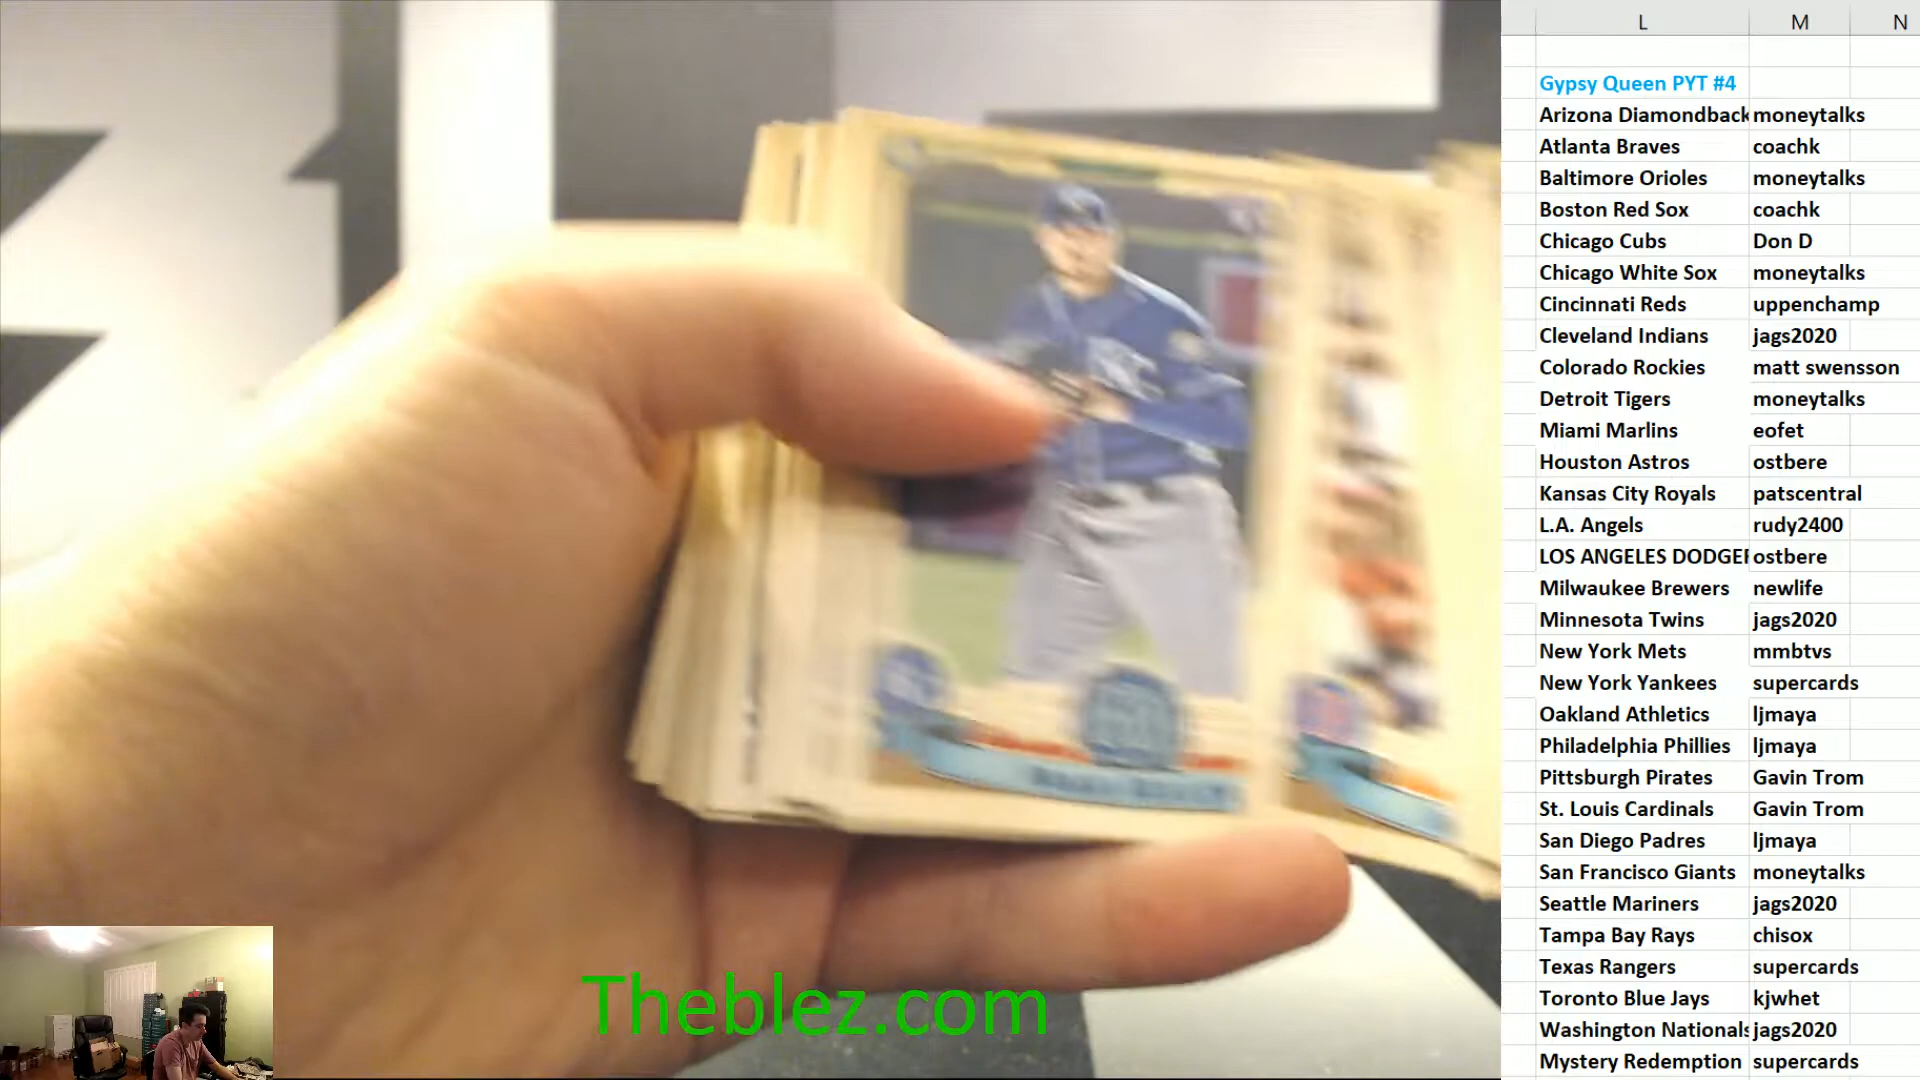 L M N
Gypsy Queen PYT #4
Arizona Diamondback moneytalks
Atlanta Braves coachk
Baltimore Orioles moneytalks
Boston Red Sox coachk
Chicago Cubs Don D
Chicago White Sox moneytalks
Cincinnati Reds uppenchamp
Cleveland Indians jags2020
Colorado Rockies matt swensson
Detroit Tigers moneytalks
Miami Marlins eofet
Houston Astros ostbere
Kansas City Royals patscentral
L.A. Angels rudy2400
LOS ANGELES DODGER ostbere
Milwaukee Brewers newlife
Minnesota Twins jags2020
New York Mets mmbtvs
New York Yankees supercards
Oakland Athletics ljmaya
Philadelphia Phillies ljmaya
Pittsburgh Pirates Gavin Trom
St. Louis Cardinals Gavin Trom
San Diego Padres ljmaya
San Francisco Giants moneytalks
Seattle Mariners jags2020
Tampa Bay Rays chisox
Texas Rangers supercards
Toronto Blue Jays kjwhet
Washington Nationals jags2020
Mystery Redemption supercards
Theblez.com